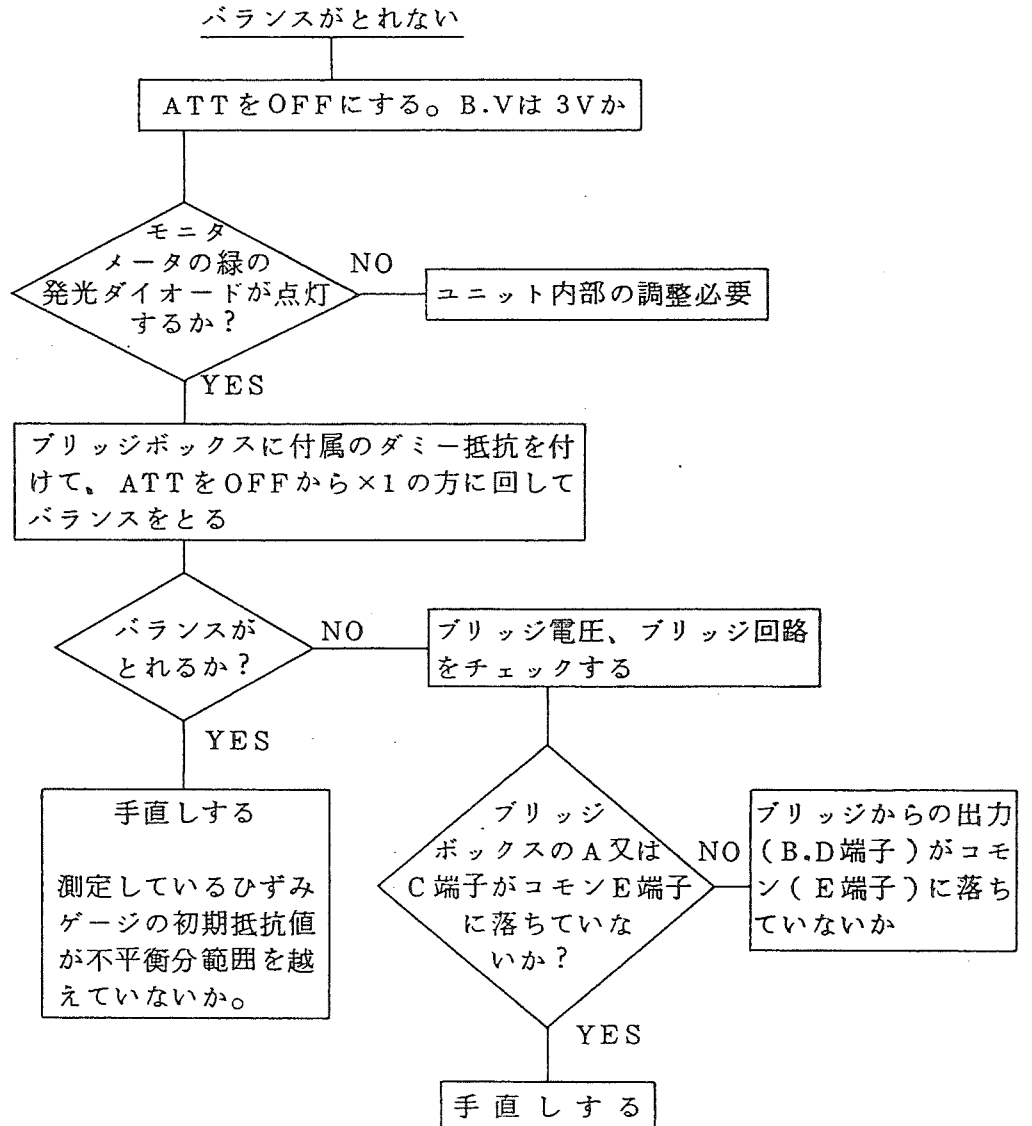 バランスがとれない
ATTをOFFにする。B.Vは3Vか
モニタ
メータの緑の
発光ダイオードが点灯
するか？
NO
ユニット内部の調整必要
YES
ブリッジボックスに付属のダミー抵抗を付
けて、ATTをOFFから×1の方に回して
バランスをとる
バランスが
とれるか？
NO
ブリッジ電圧、ブリッジ回路
をチェックする
YES
手直しする
測定しているひずみ
ゲージの初期抵抗値
が不平衡分範囲を越
えていないか。
ブリッジ
ボックスのA又は
C端子がコモンE端子
に落ちていな
いか？
NO
ブリッジからの出力
(B.D端子)がコモ
ン(E端子)に落ち
ていないか
YES
手直しする